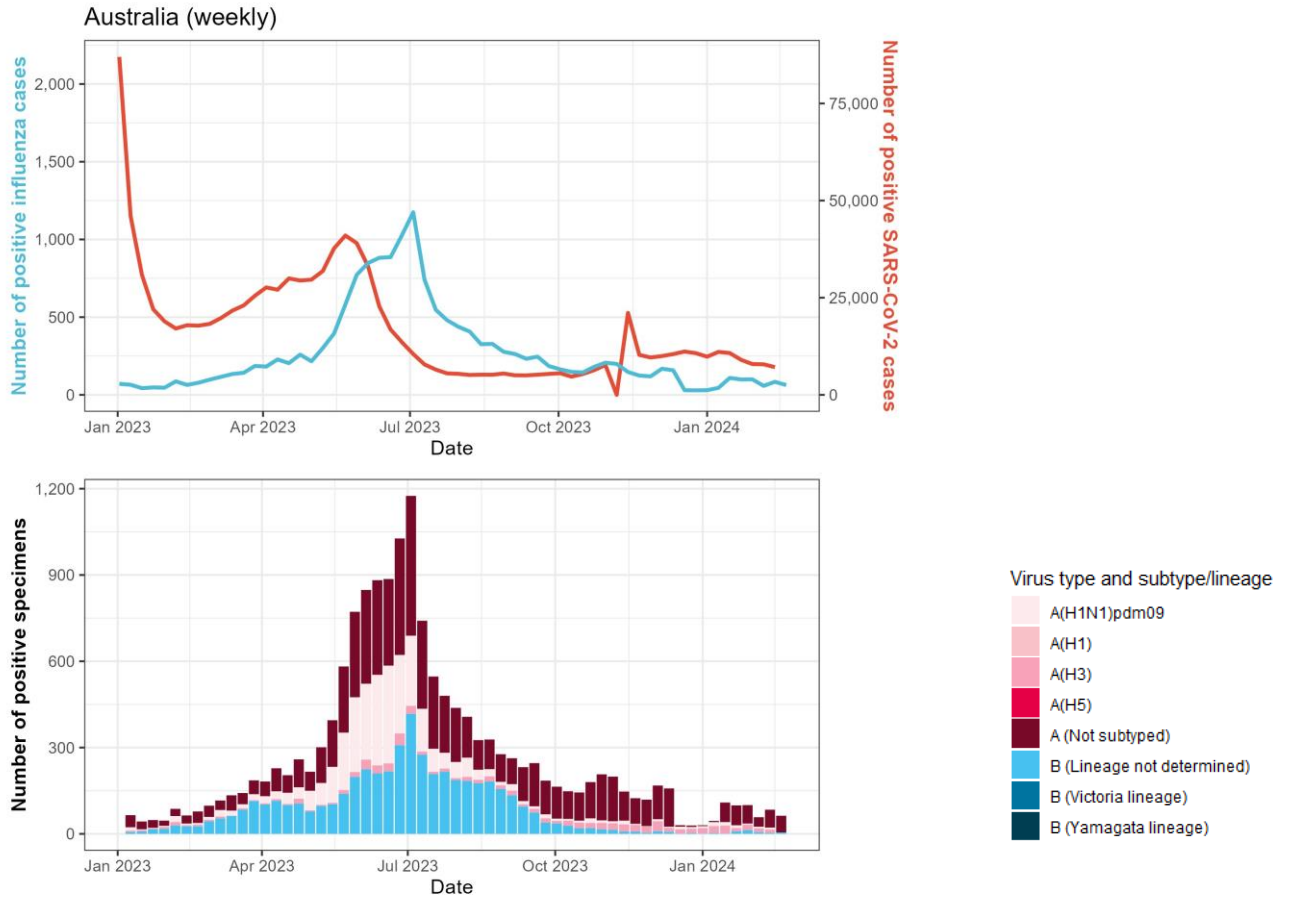 Australia (weekly)
Number of positive influenza cases
2,000
1,500
1,000
500
0
75,000
50,000
25,000
0
Number of positive SARS-CoV-2 cases
Jan 2023
Apr 2023
Jul 2023
Oct 2023
Jan 2024
Date
Number of positive specimens
1,200
900
600
300
0
Jan 2023
Apr 2023
Jul 2023
Oct 2023
Jan 2024
Date
Virus type and subtype/lineage
A(H1N1)pdm09
A(H1)
A(H3)
A(H5)
A (Not subtyped)
B (Lineage not determined)
B (Victoria lineage)
B (Yamagata lineage)